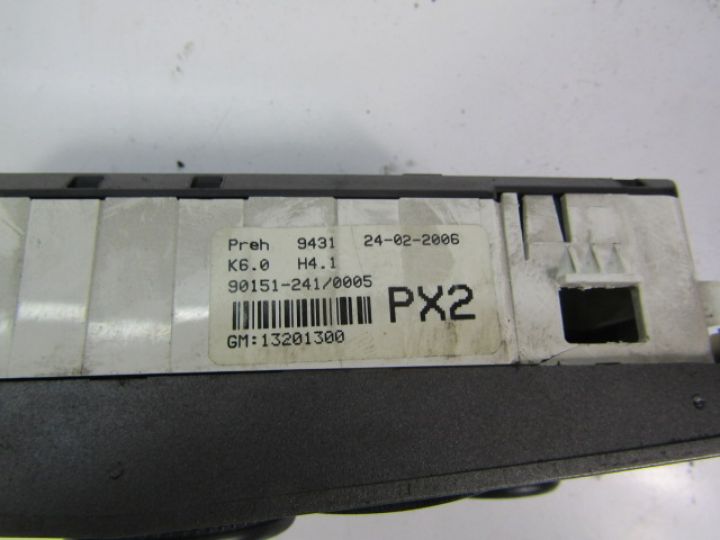 Preh 9431 24-02-2006
K6.0 H4.1
90151-241/0005
PX2
GM:13201300